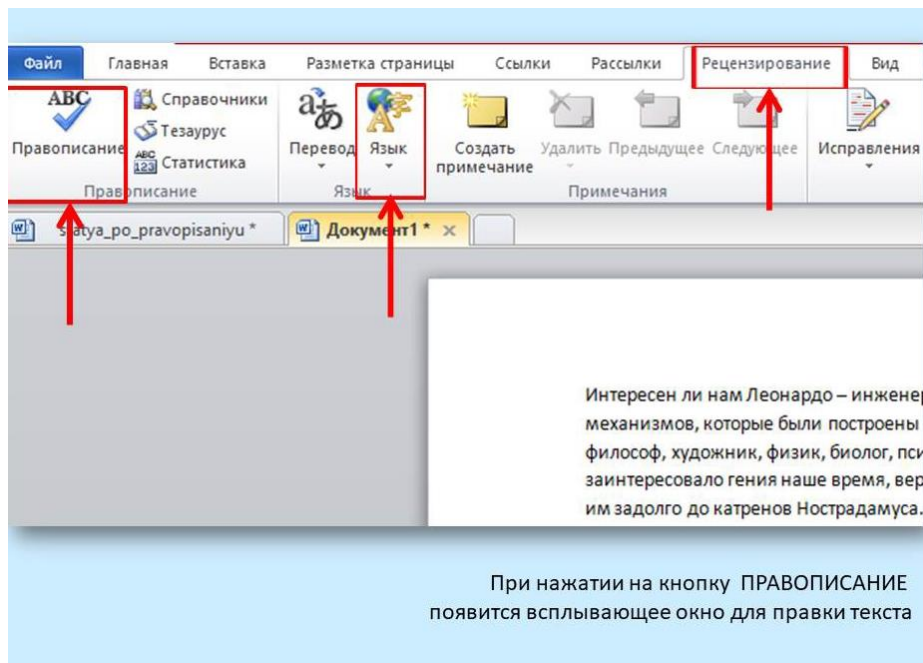 Файл Главная Вставка Разметка страницы Ссылки Рассылки Рецензирование Вид
ABC
Правописание
Справочники
Тезаурус
ABC 123 Статистика
Правописание
Перевод
Язык
Язык
Создать примечание
Удалить
Предыдущее
Следующее
Примечания
Исправления
statya_po_pravopisaniyu * Документ1 *
Интересен ли нам Леонардо – инженер
механизмов, которые были построены
философ, художник, физик, биолог, пси
заинтересовало гения наше время, вер
им задолго до катренов Нострадамуса.
При нажатии на кнопку ПРАВОПИСАНИЕ
появится всплывающее окно для правки текста